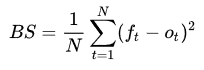 BS = \frac{1}{N} \sum_{t=1}^{N} (f_t - o_t)^2